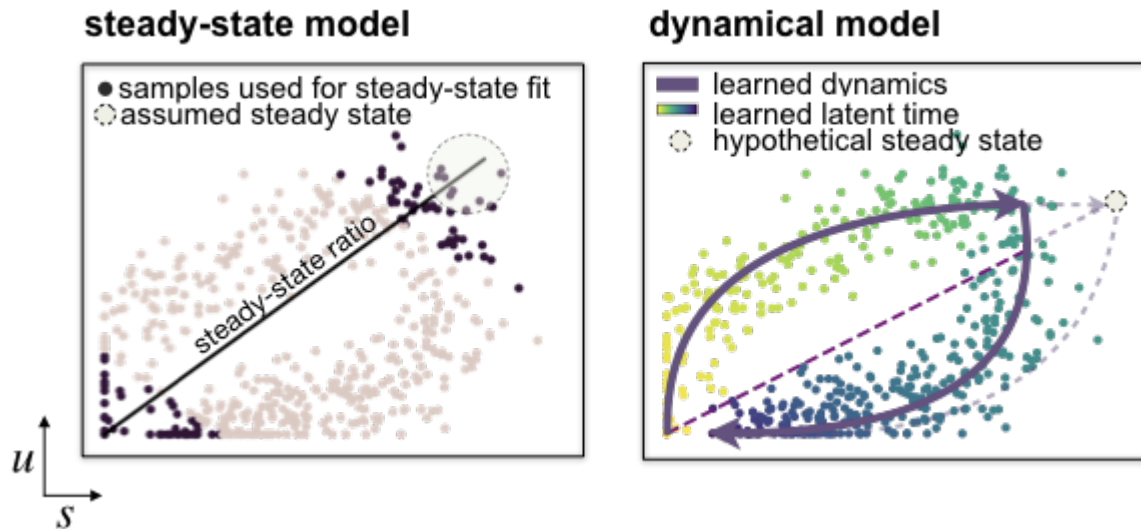 steady-state model
samples used for steady-state fit
assumed steady state
steady-state ratio
u
s
dynamical model
learned dynamics
learned latent time
hypothetical steady state